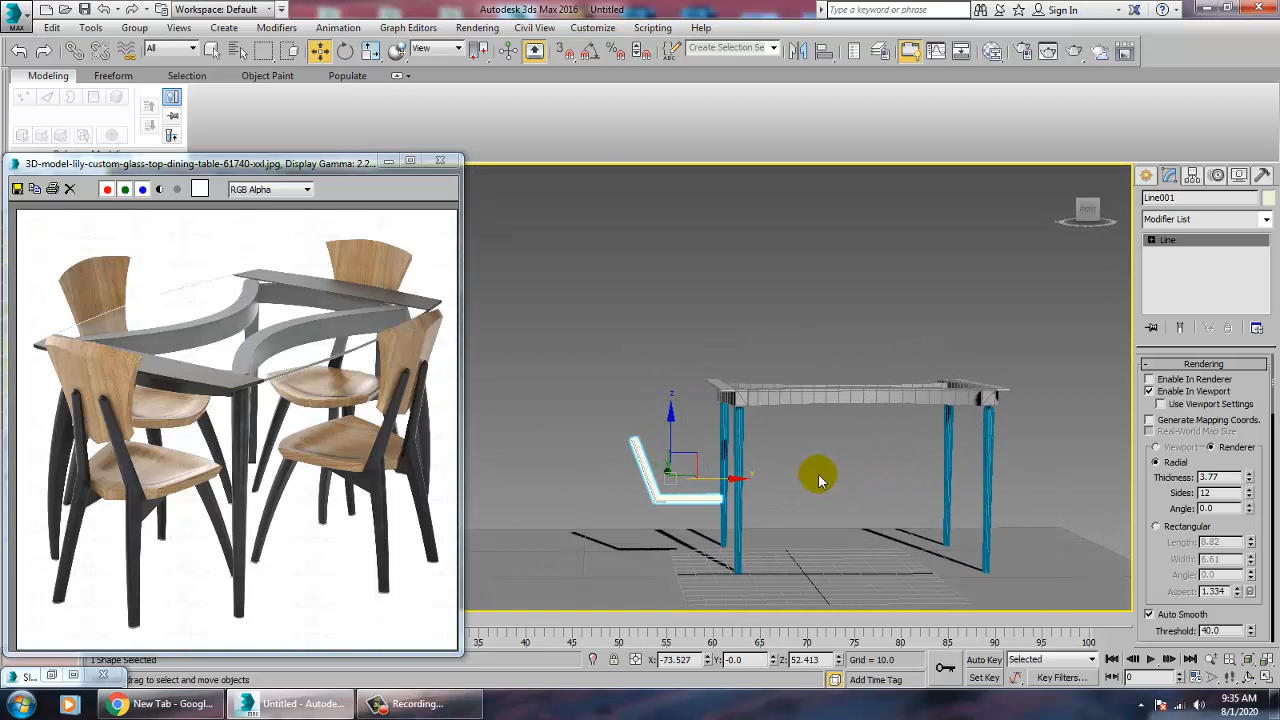 MAX
Workspace: Default
Autodesk 3ds Max 2016 Untitled
Type a keyword or phrase
Sign In
Edit Tools Group Views Create Modifiers Animation Graph Editors Rendering Civil View Customize Scripting Help
All
View
Create Selection Se
Modeling Freeform Selection Object Paint Populate
3D-model-lily-custom-glass-top-dining-table-61740-xxl.jpg, Display Gamma: 2.2...
RGB Alpha
FRONT
Line001
Modifier List
Line
Rendering
Enable In Renderer
Enable In Viewport
Use Viewport Settings
Generate Mapping Coords.
Real-World Map Size
Viewport Renderer
Radial
Thickness: 3.77
Sides: 12
Angle: 0.0
Rectangular
Length: 8.82
Width: 6.61
Angle: 0.0
Aspect: 1.334
Auto Smooth
Threshold: 40.0
z
35 40 45 50 55 60 65 70 75 80 85 90 95 100
1 Shape Selected
X: -73.527 Y: -0.0 Z: 52.413 Grid = 10.0
Auto Key Selected
drag to select and move objects
Add Time Tag
Set Key Key Filters...
0
New Tab - Googl...
Untitled - Autode...
Recording...
9:35 AM
8/1/2020